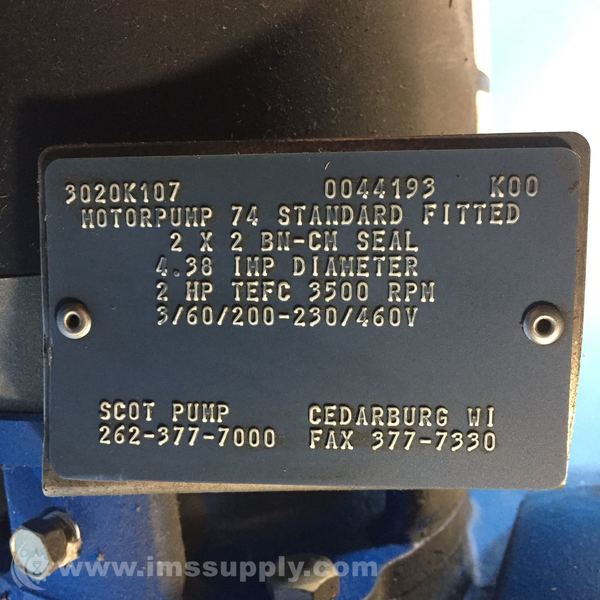 3020K107 0044193 K00
MOTORPUMP 74 STANDARD FITTED
2 X 2 BN-CM SEAL
4.38 IMP DIAMETER
2 HP TEFC 3500 RPM
3/60/200-230/460V
SCOT PUMP CEDARBURG WI
262-377-7000 FAX 377-7330
www.imssupply.com